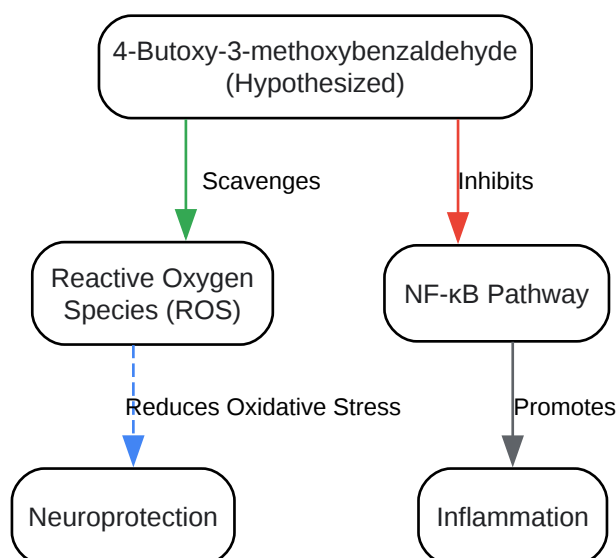 4-Butoxy-3-methoxybenzaldehyde
(Hypothesized)
Scavenges
Inhibits
Reactive Oxygen
Species (ROS)
NF-κB Pathway
Reduces Oxidative Stress
Promotes
Neuroprotection
Inflammation